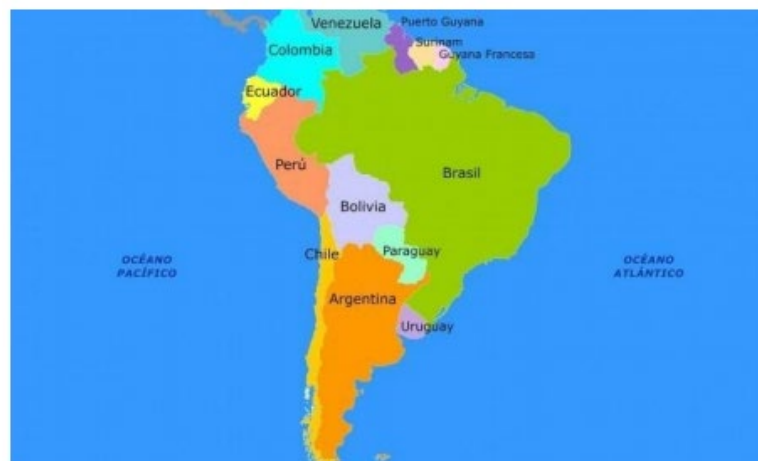 Venezuela
Puerto Guyana
Surinam
Guyana Francesa
Colombia
Ecuador
Perú
Brasil
Bolivia
Chile
Paraguay
OCÉANO
PACÍFICO
OCÉANO
ATLÁNTICO
Argentina
Uruguay